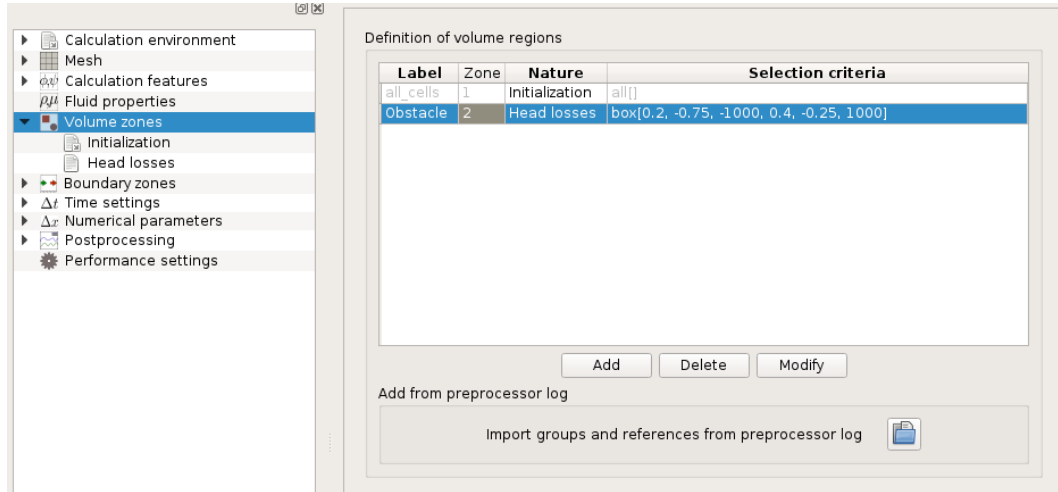 Calculation environment
Mesh
φ,ψ Calculation features
ρμ Fluid properties
Volume zones
Initialization
Head losses
Boundary zones
Δt Time settings
Δx Numerical parameters
Postprocessing
Performance settings
Definition of volume regions
Label Zone Nature Selection criteria
all_cells 1 Initialization all[]
Obstacle 2 Head losses box[0.2, -0.75, -1000, 0.4, -0.25, 1000]
Add Delete Modify
Add from preprocessor log
Import groups and references from preprocessor log